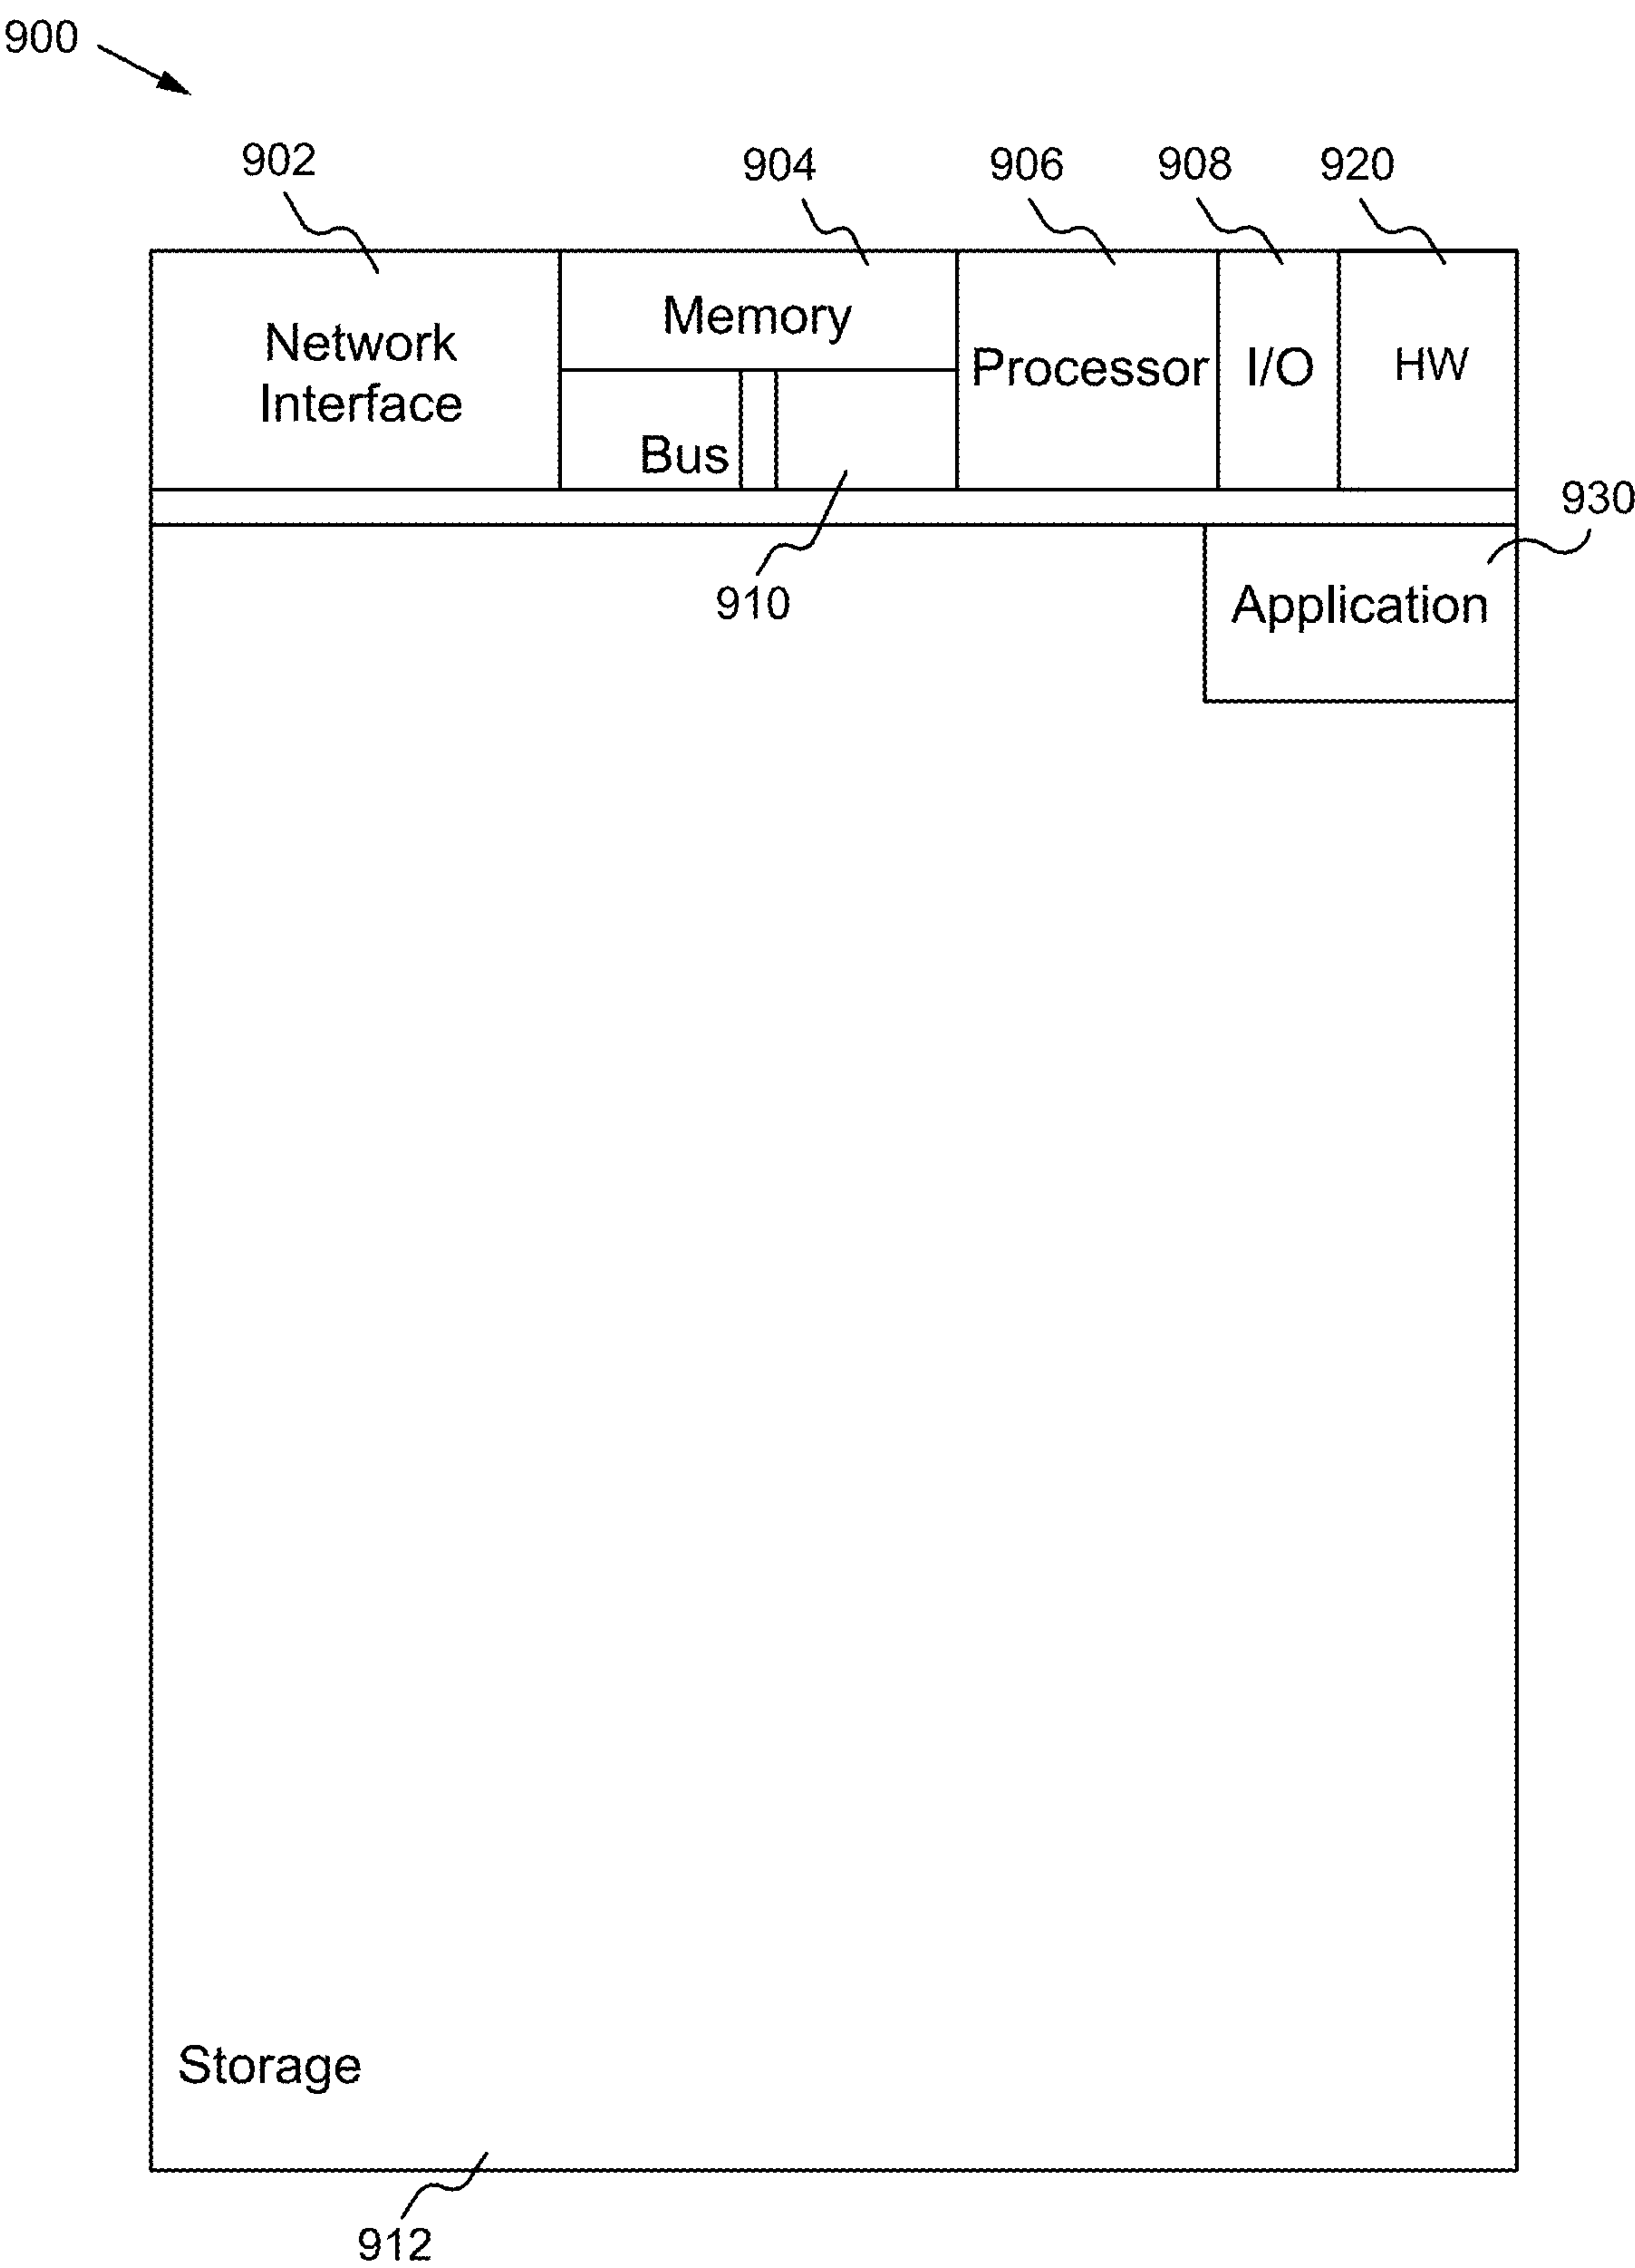 900
902
904
906
908
920
Network
Interface
Memory
Bus
Processor
I/O
HW
930
910
Application
Storage
912